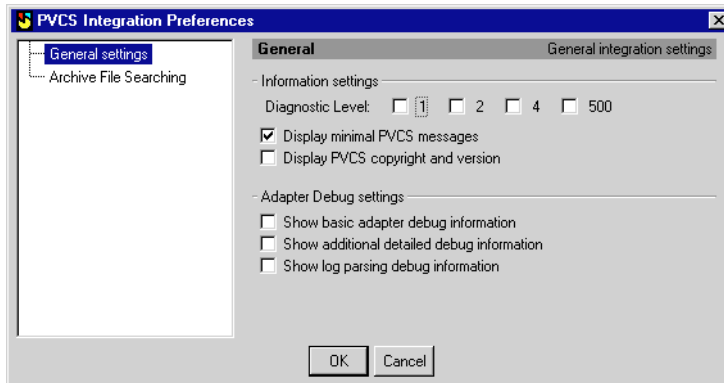 PVCS Integration Preferences
General settings
Archive File Searching
General General integration settings
Information settings
Diagnostic Level: 1 2 4 500
Display minimal PVCS messages
Display PVCS copyright and version
Adapter Debug settings
Show basic adapter debug information
Show additional detailed debug information
Show log parsing debug information
OK Cancel